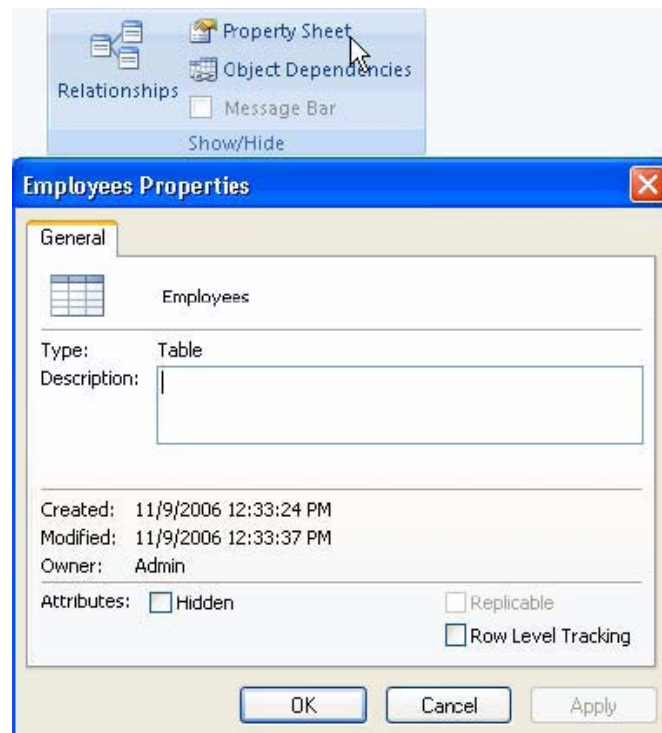 Property Sheet
Relationships
Object Dependencies
Message Bar
Show/Hide
Employees Properties
General
Employees
Type: Table
Description:
Created: 11/9/2006 12:33:24 PM
Modified: 11/9/2006 12:33:37 PM
Owner: Admin
Attributes: Hidden Replicable
Row Level Tracking
OK Cancel Apply